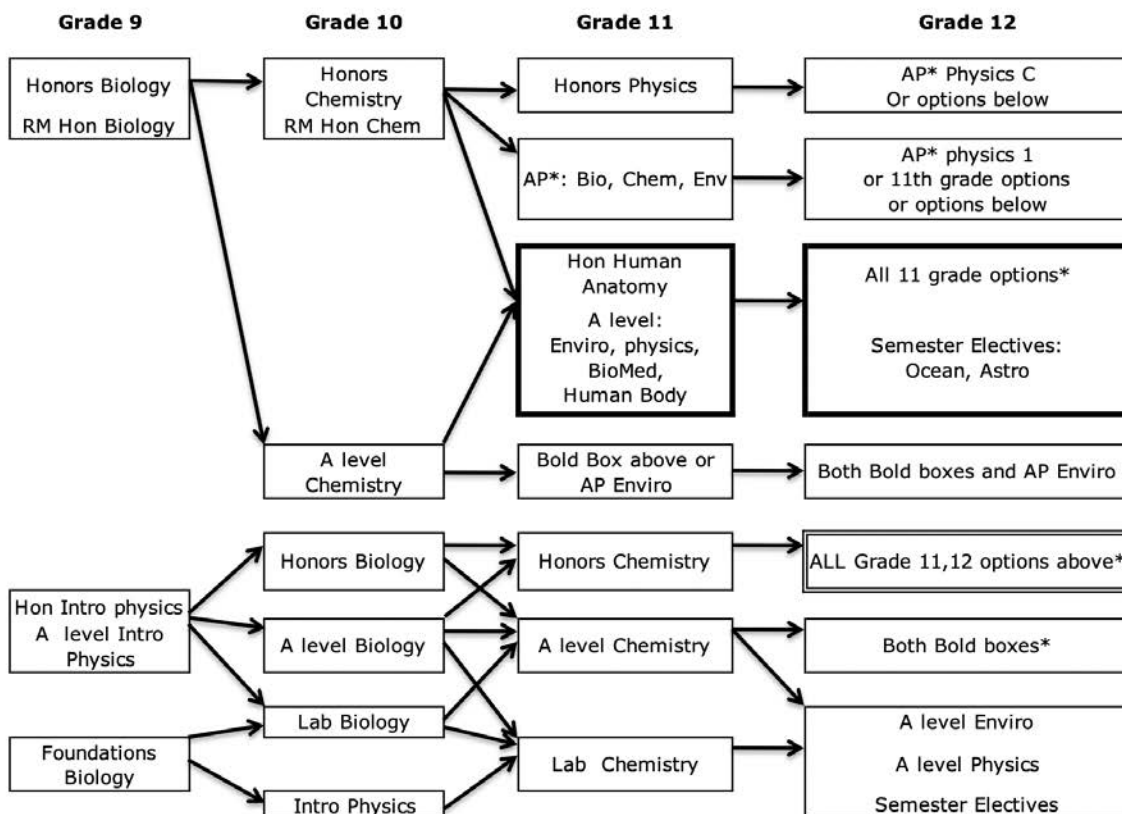 Grade 9
Grade 10
Grade 11
Grade 12
Honors Biology
RM Hon Biology
Honors
Chemistry
RM Hon Chem
Honors Physics
AP* Physics C
Or options below
AP*: Bio, Chem, Env
AP* physics 1
or 11th grade options
or options below
Hon Human
Anatomy
A level:
Enviro, physics,
BioMed,
Human Body
All 11 grade options*
Semester Electives:
Ocean, Astro
A level
Chemistry
Bold Box above or
AP Enviro
Both Bold boxes and AP Enviro
Honors Biology
Honors Chemistry
ALL Grade 11,12 options above*
Hon Intro physics
A level Intro
Physics
A level Biology
A level Chemistry
Both Bold boxes*
Lab Biology
Foundations
Biology
Intro Physics
Lab Chemistry
A level Enviro
A level Physics
Semester Electives